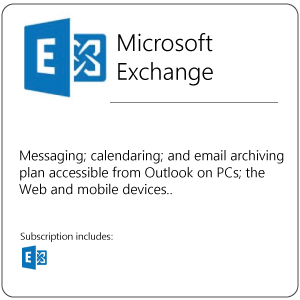 Microsoft
Exchange
Messaging; calendaring; and email archiving
plan accessible from Outlook on PCs; the
Web and mobile devices..
Subscription includes: